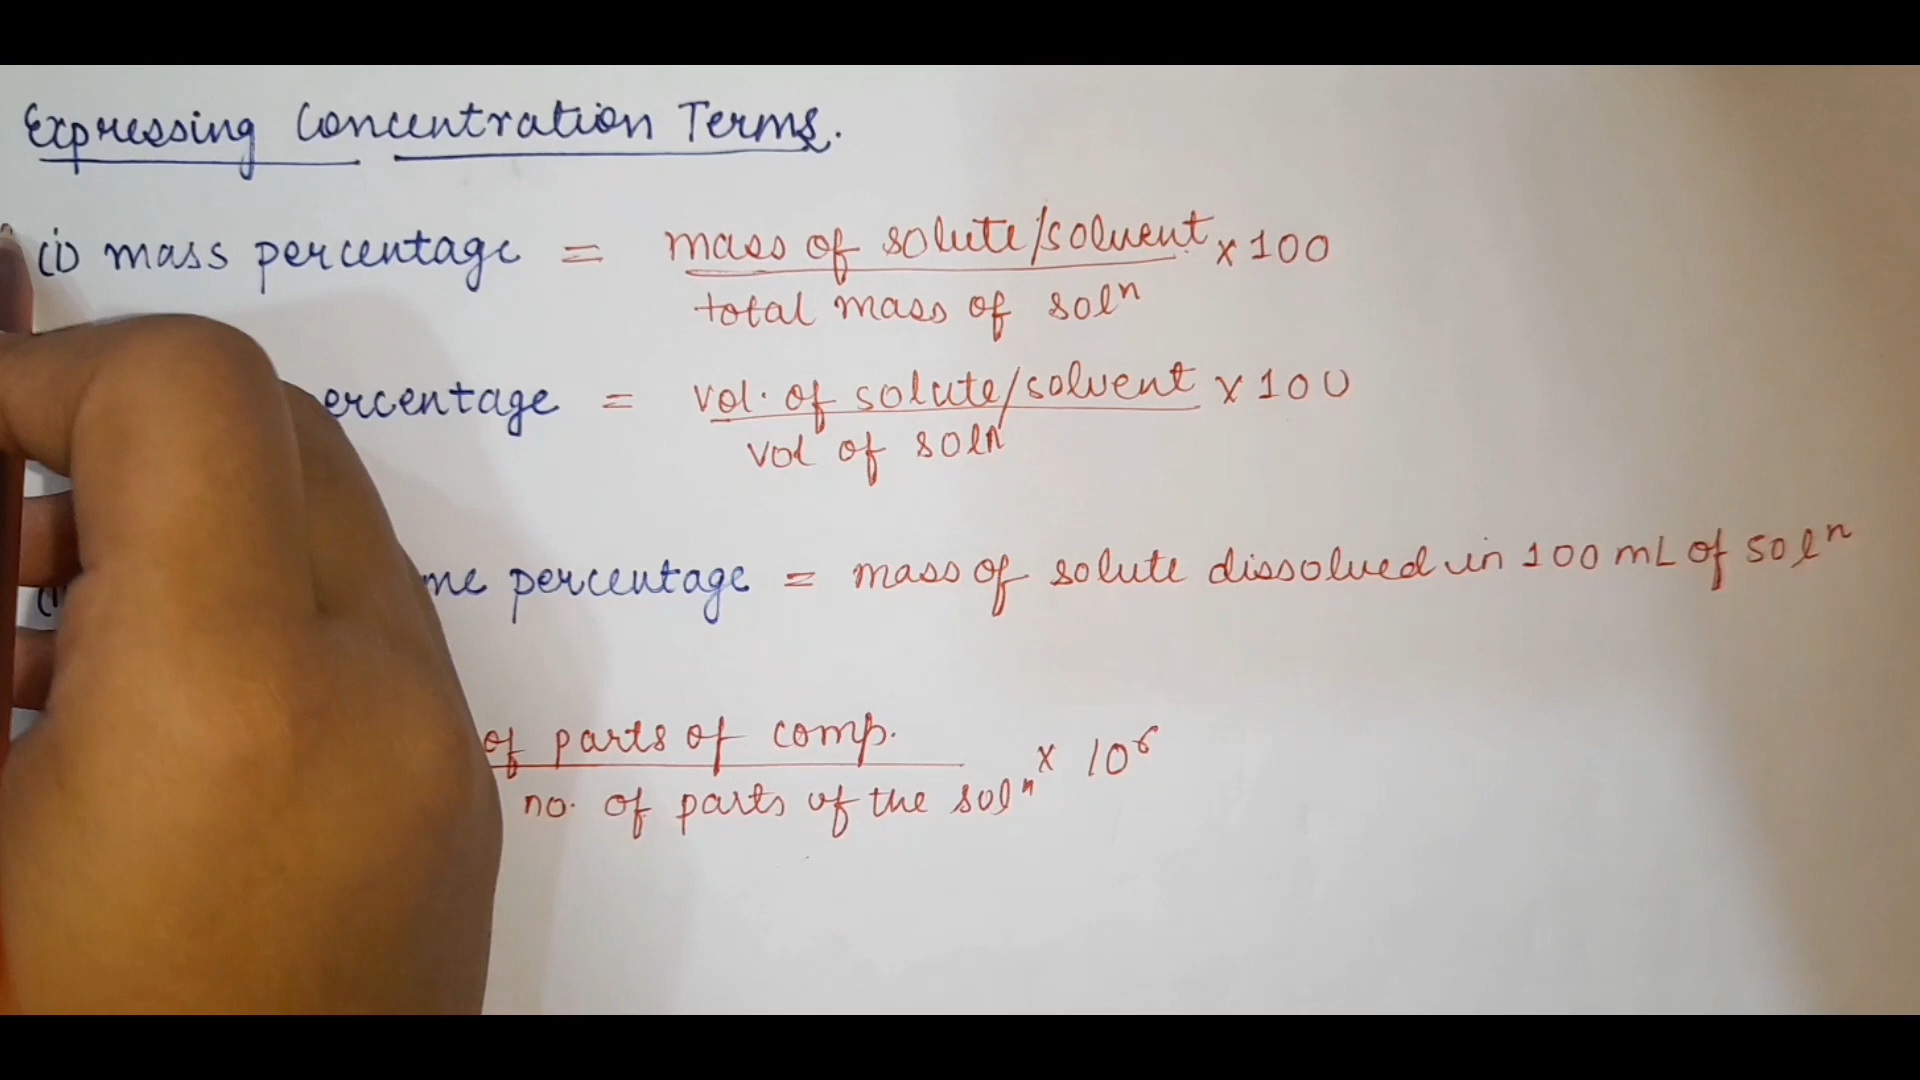 Expressing Concentration Terms.
(i) mass percentage = mass of solute/solvent × 100
total mass of solⁿ
percentage = vol. of solute/solvent × 100
vol of solⁿ
percentage = mass of solute dissolved in 100 mL of solⁿ
of parts of comp. × 10⁶
no. of parts of the solⁿ